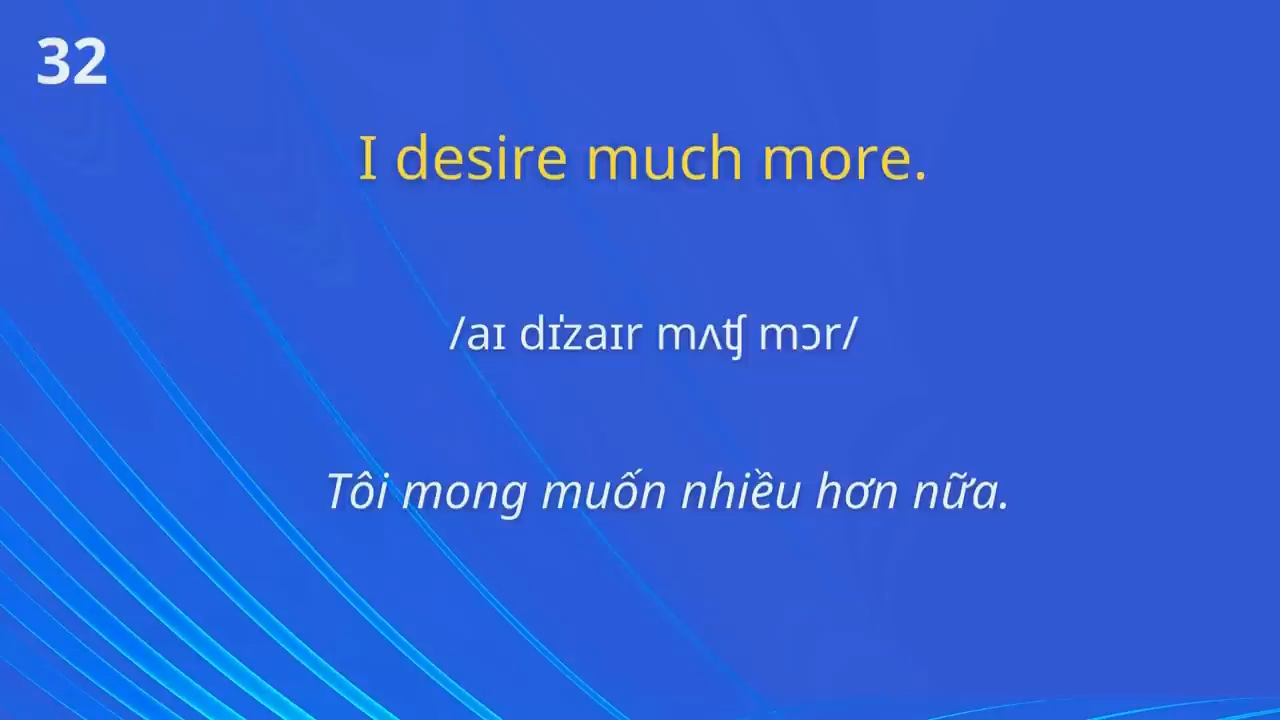 32
I desire much more.
/aɪ dɪˈzaɪr mʌʧ mɔr/
Tôi mong muốn nhiều hơn nữa.